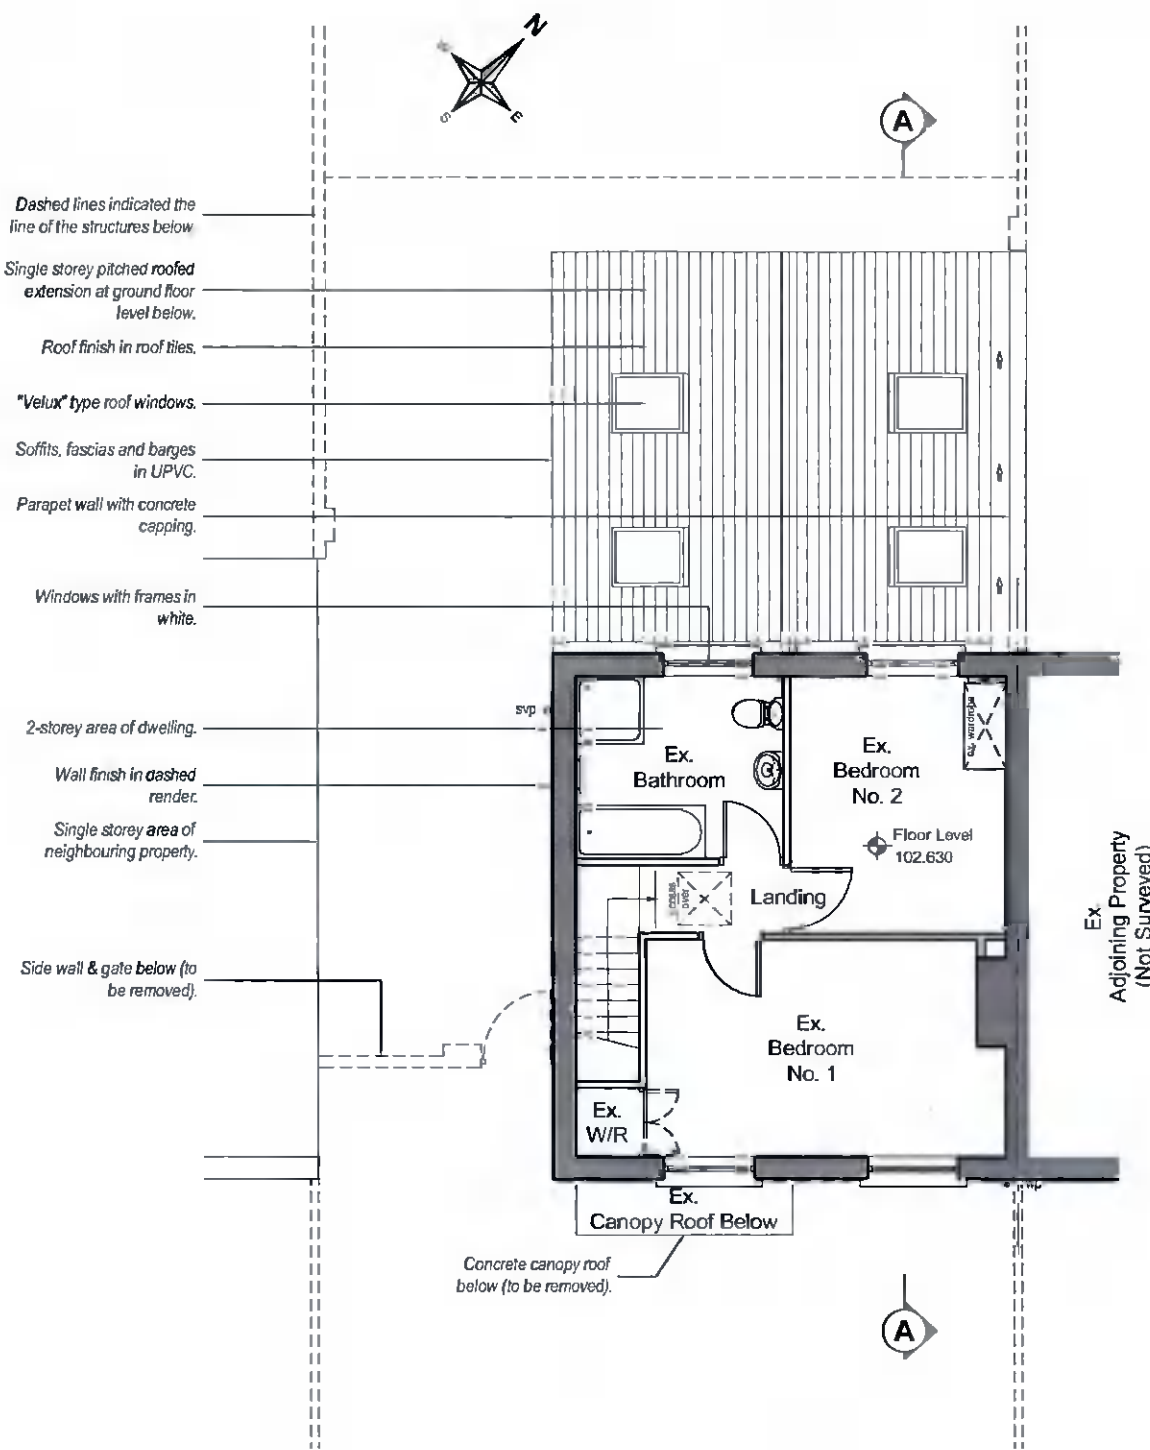 N
S
E
A
Dashed lines indicated the
line of the structures below
Single storey pitched roofed
extension at ground floor
level below.
Roof finish in roof tiles.
"Velux" type roof windows.
Soffits, fascias and barges
in UPVC.
Parapet wall with concrete
capping.
Windows with frames in
white.
svp
2-storey area of dwelling.
Wall finish in dashed
render.
Single storey area of
neighbouring property.
Side wall & gate below (to
be removed).
Ex.
Bathroom
Ex.
Bedroom
No. 2
wardrobe
Floor Level
102.630
Landing
over
Ex.
Adjoining Property
(Not Surveyed)
Ex.
Bedroom
No. 1
Ex.
W/R
Ex.
Canopy Roof Below
Concrete canopy roof
below (to be removed).
A